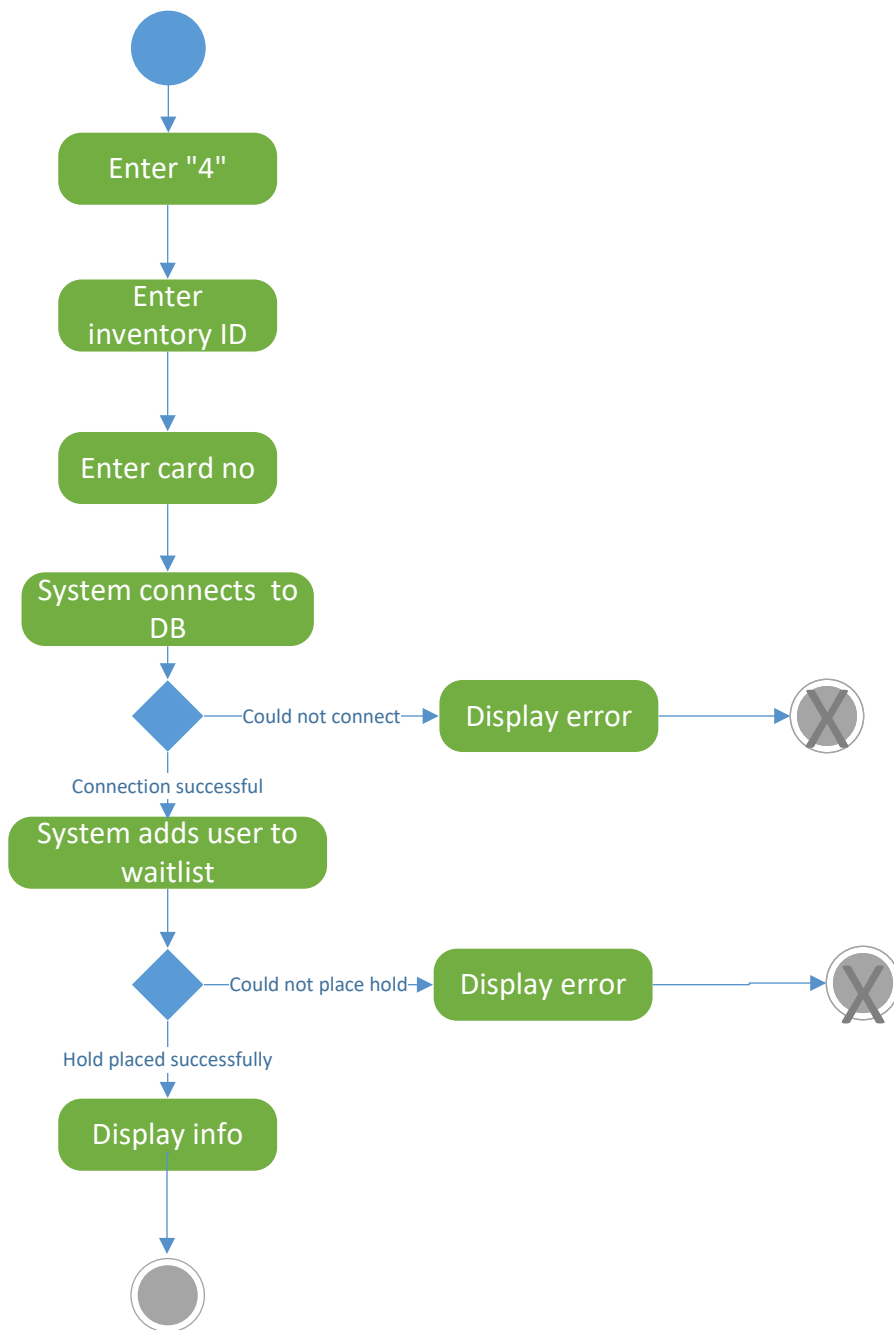 Enter "4"
Enter
inventory ID
Enter card no
System connects  to
DB
Could not connect
Display error
X
Connection successful
System adds user to
waitlist
Could not place hold
Display error
X
Hold placed successfully
Display info